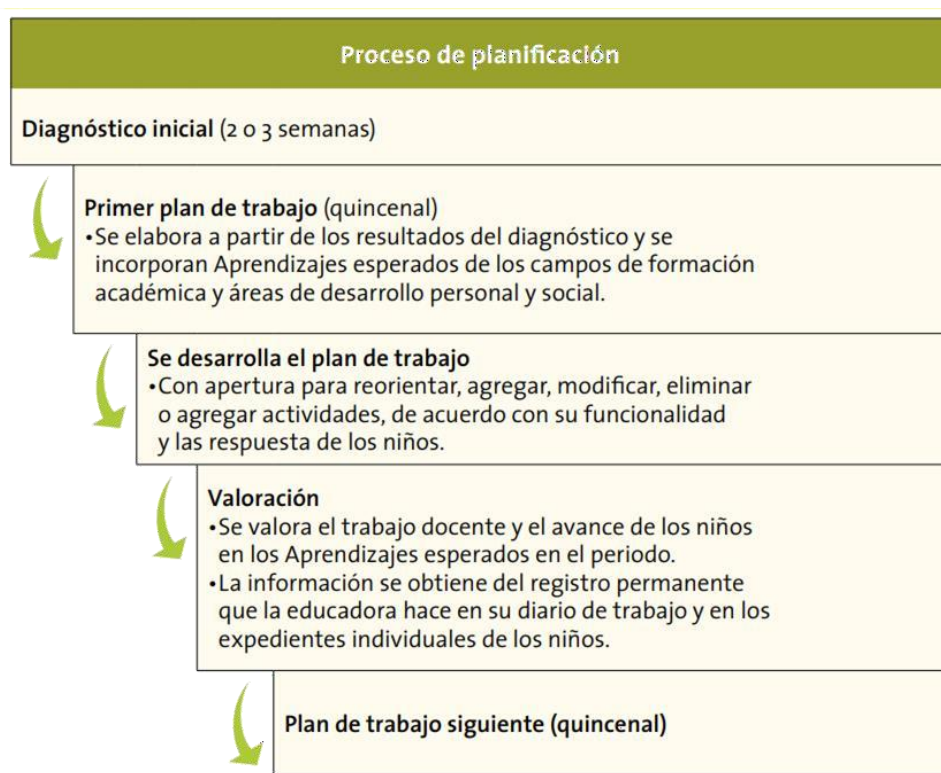 Proceso de planificación
Diagnóstico inicial (2 o 3 semanas)
Primer plan de trabajo (quincenal)
•Se elabora a partir de los resultados del diagnóstico y se
incorporan Aprendizajes esperados de los campos de formación
académica y áreas de desarrollo personal y social.
Se desarrolla el plan de trabajo
•Con apertura para reorientar, agregar, modificar, eliminar
o agregar actividades, de acuerdo con su funcionalidad
y las respuesta de los niños.
Valoración
•Se valora el trabajo docente y el avance de los niños
en los Aprendizajes esperados en el periodo.
•La información se obtiene del registro permanente
que la educadora hace en su diario de trabajo y en los
expedientes individuales de los niños.
Plan de trabajo siguiente (quincenal)